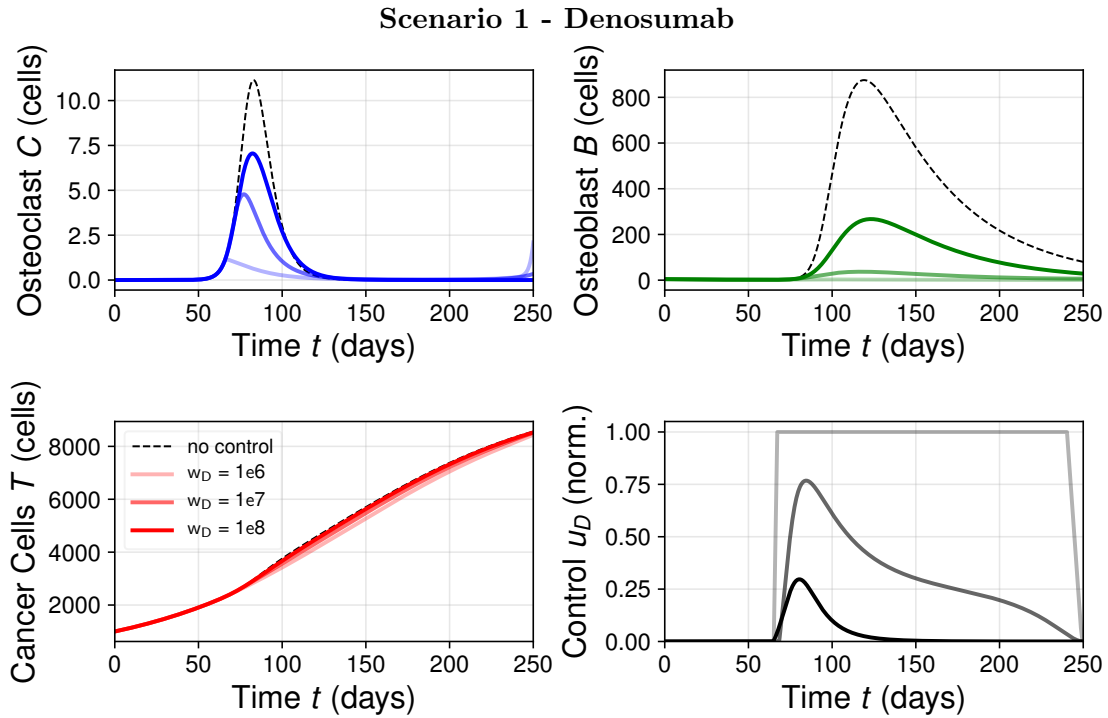 Scenario 1 - Denosumab
Osteoclast C (cells)
10.0
7.5
5.0
2.5
0.0
0 50 100 150 200 250
Time t (days)
Osteoblast B (cells)
800
600
400
200
0
0 50 100 150 200 250
Time t (days)
Cancer Cells T (cells)
8000
6000
4000
2000
no control
w_D = 1e6
w_D = 1e7
w_D = 1e8
0 50 100 150 200 250
Time t (days)
Control u_D (norm.)
1.00
0.75
0.50
0.25
0.00
0 50 100 150 200 250
Time t (days)